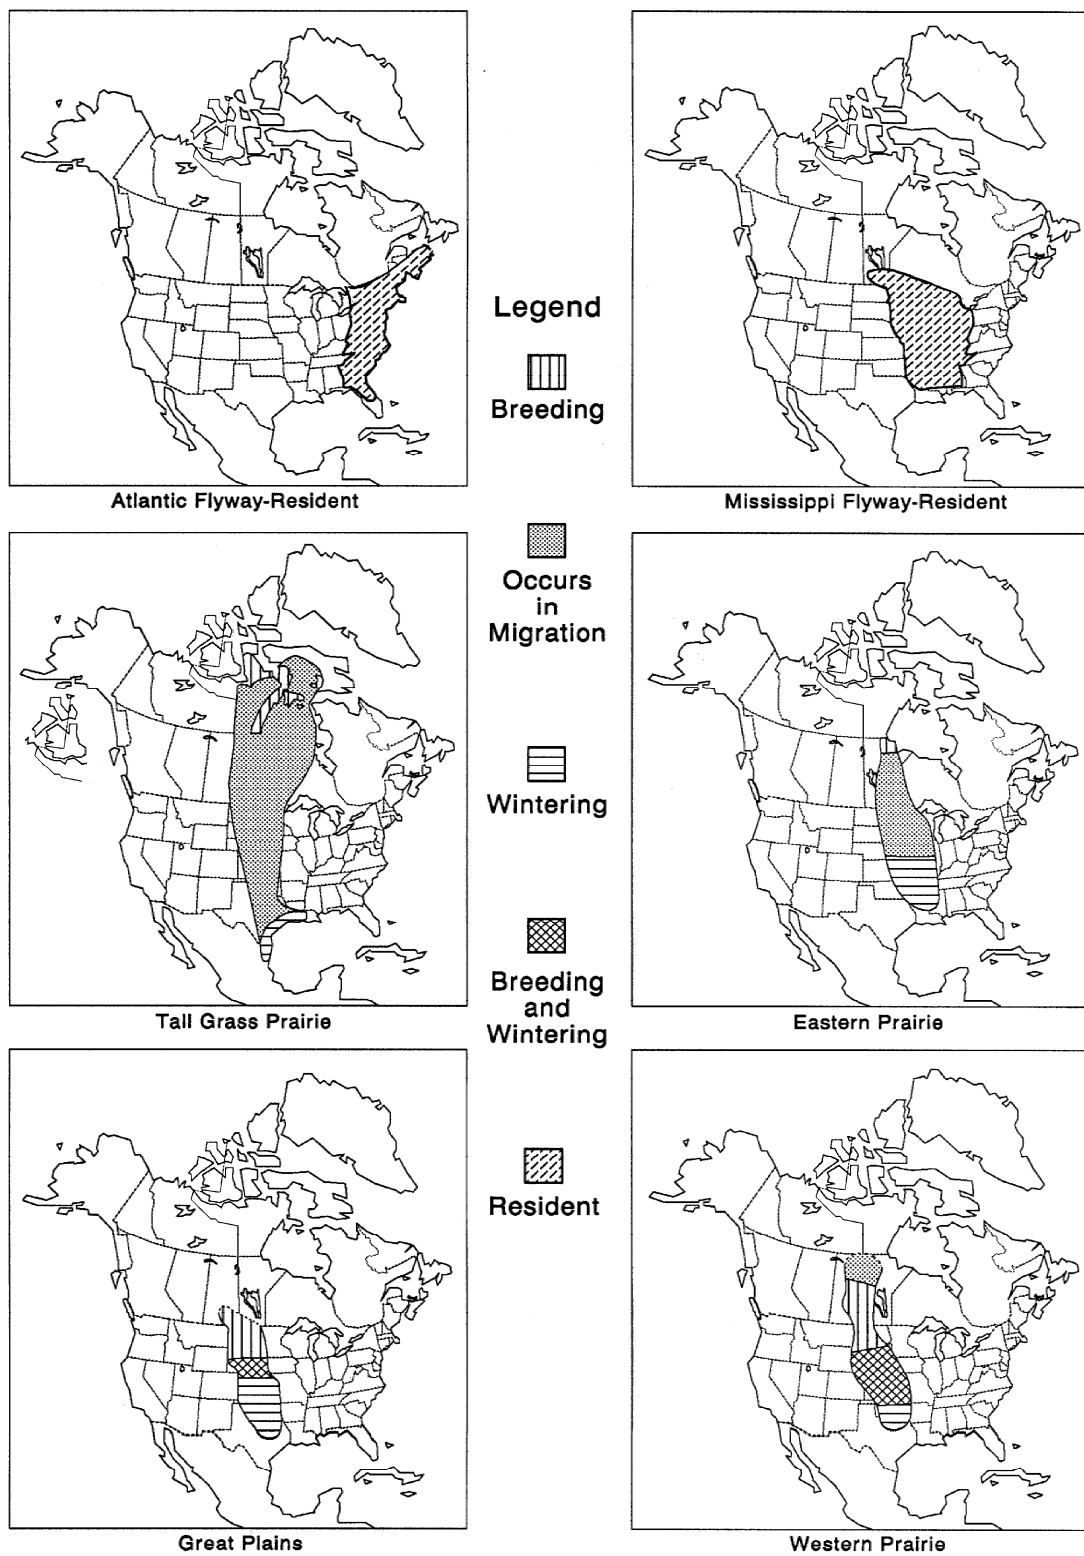 Legend
Breeding
Atlantic Flyway-Resident
Mississippi Flyway-Resident
Occurs
in
Migration
Wintering
Breeding
and
Wintering
Tall Grass Prairie
Eastern Prairie
Resident
Great Plains
Western Prairie